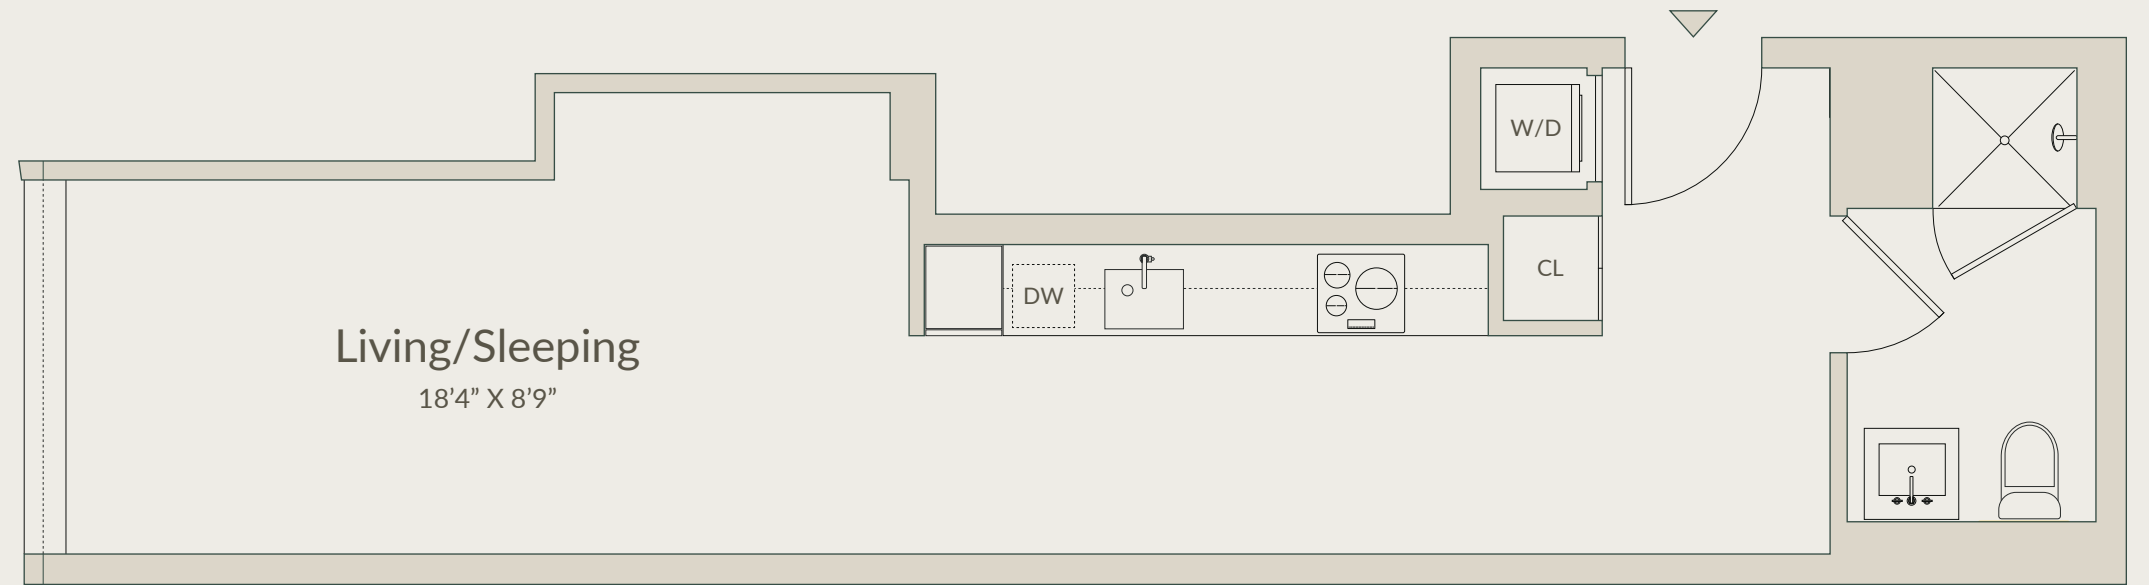 W/D
CL
DW
Living/Sleeping
18’4” X 8’9”